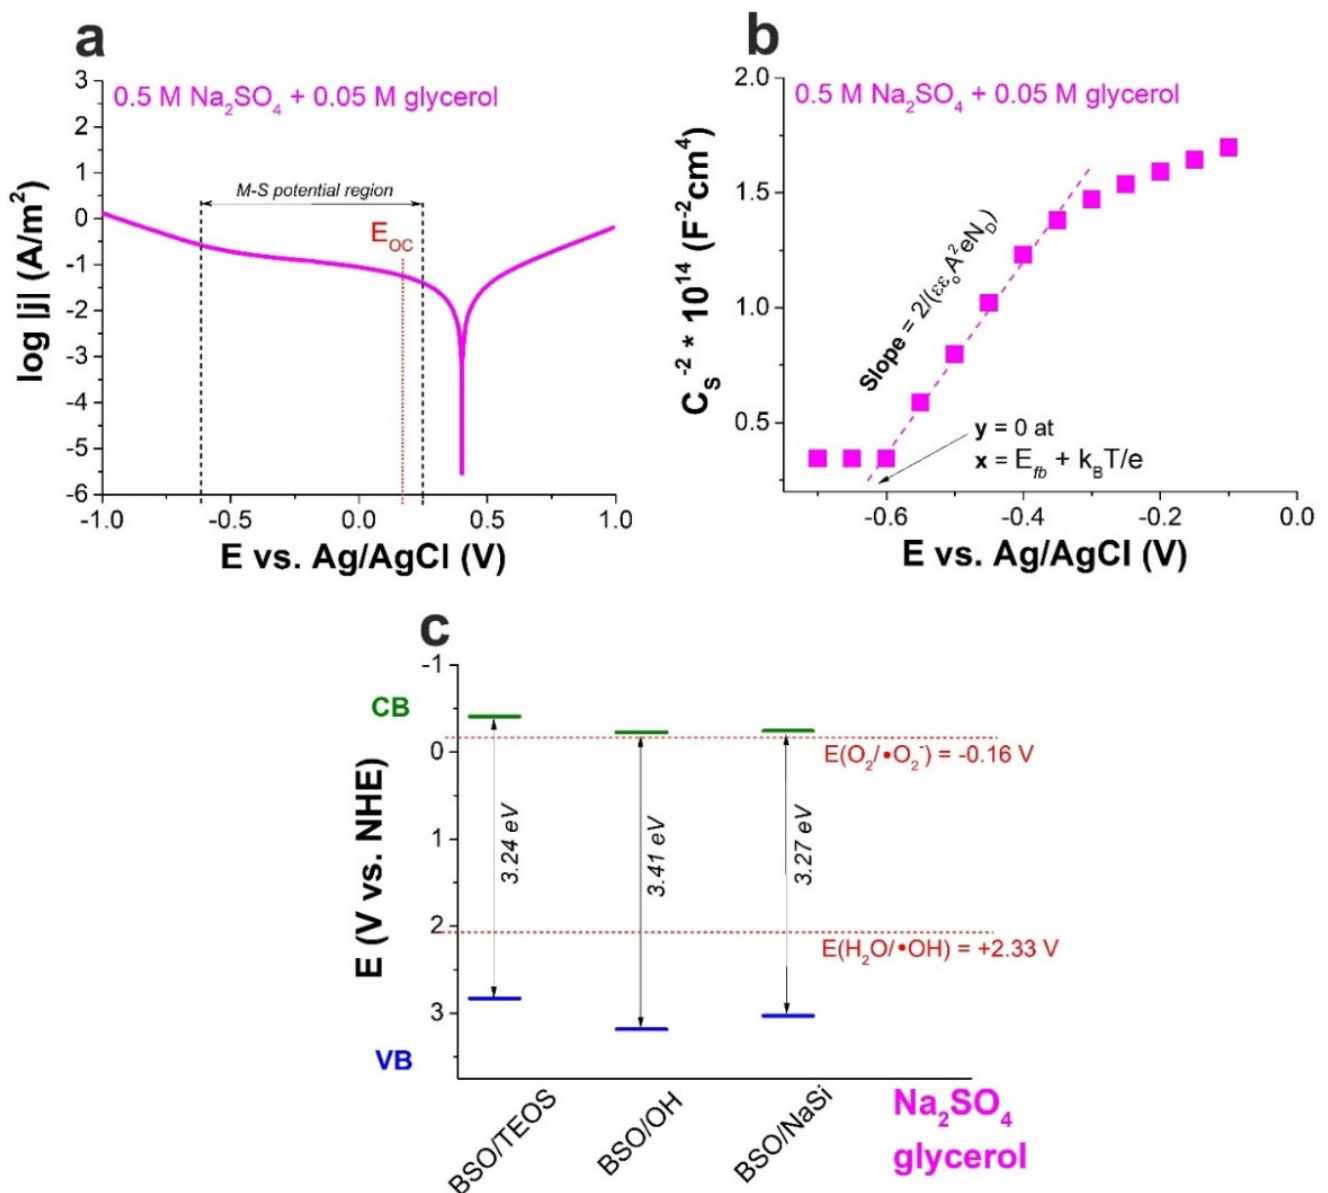 a
0.5 M Na₂SO₄ + 0.05 M glycerol
M-S potential region
E_OC
log |j| (A/m²)
3
2
1
0
-1
-2
-3
-4
-5
-6
-1.0 -0.5 0.0 0.5 1.0
E vs. Ag/AgCl (V)
b
0.5 M Na₂SO₄ + 0.05 M glycerol
C_S⁻² * 10¹⁴ (F⁻²cm⁴)
2.0
1.5
1.0
0.5
Slope = 2/(εε₀A²eN_D)
y = 0 at
x = E_fb + k_BT/e
-0.6 -0.4 -0.2 0.0
E vs. Ag/AgCl (V)
c
E (V vs. NHE)
-1
0
1
2
3
CB
VB
E(O₂/•O₂⁻) = -0.16 V
3.24 eV
3.41 eV
3.27 eV
E(H₂O/•OH) = +2.33 V
BSO/TEOS
BSO/OH
BSO/NaSi
Na₂SO₄
glycerol